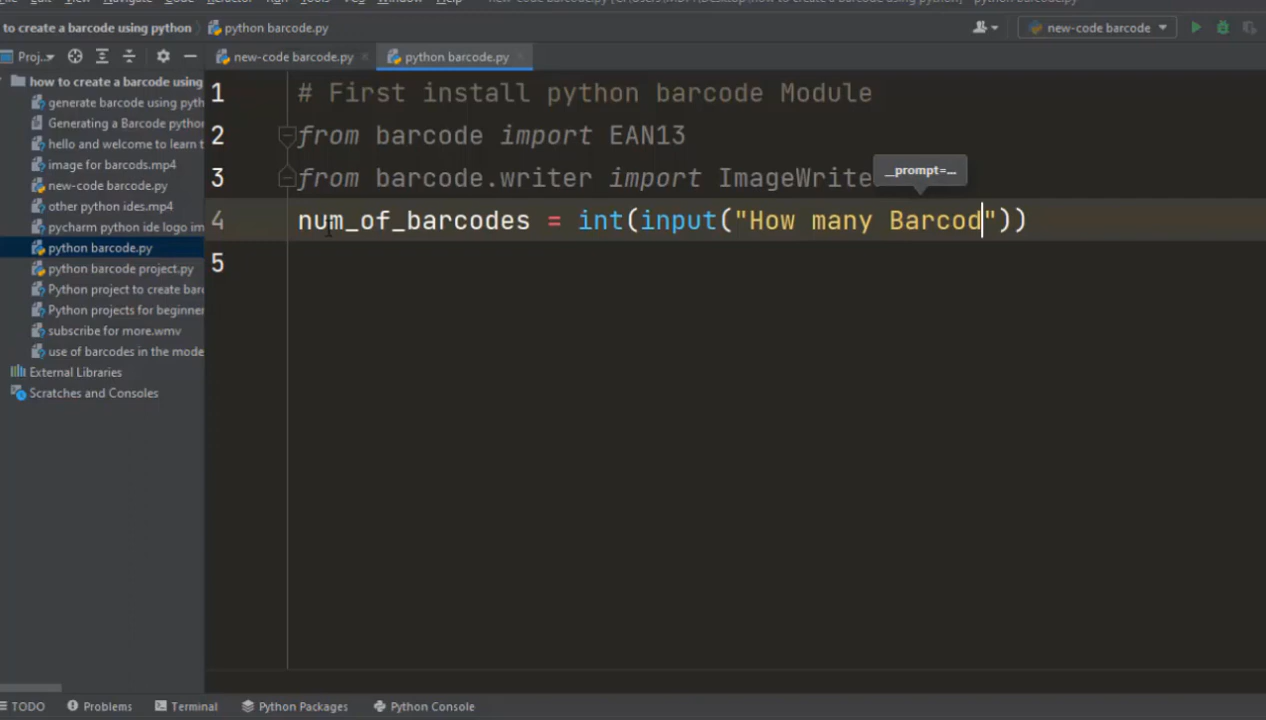 to create a barcode using python
python barcode.py
new-code barcode
Proj...
new-code barcode.py
python barcode.py
how to create a barcode using
generate barcode using pyth
Generating a Barcode python
hello and welcome to learn t
image for barcods.mp4
new-code barcode.py
other python ides.mp4
pycharm python ide logo im
python barcode.py
python barcode project.py
Python project to create bar
Python projects for beginner
subscribe for more.wmv
use of barcodes in the mode
External Libraries
Scratches and Consoles
1 # First install python barcode Module
2 from barcode import EAN13
3 from barcode.writer import ImageWrite
_prompt=...
4 num_of_barcodes = int(input("How many Barcod"))
5
TODO
Problems
Terminal
Python Packages
Python Console